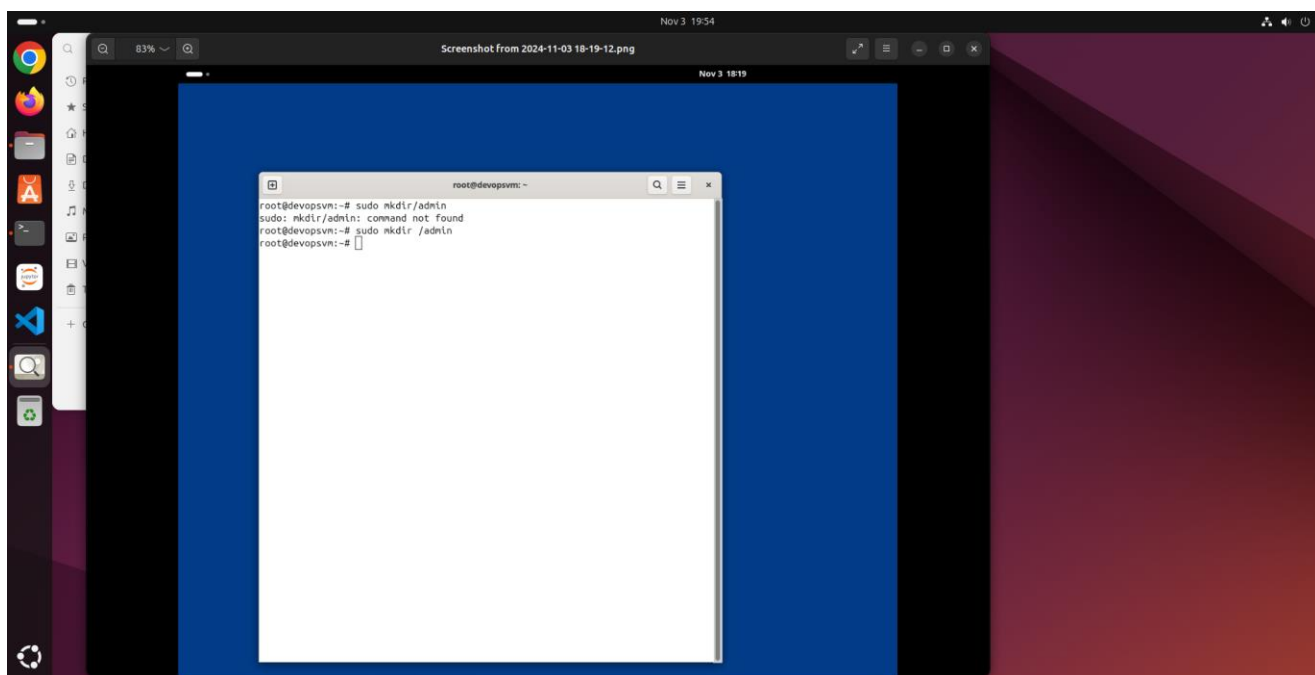 Nov 3 19:54
83%
Screenshot from 2024-11-03 18-19-12.png
Nov 3 18:19
root@devopsvm: ~
root@devopsvm:~# sudo mkdir/admin
sudo: mkdir/admin: command not found
root@devopsvm:~# sudo mkdir /admin
root@devopsvm:~#